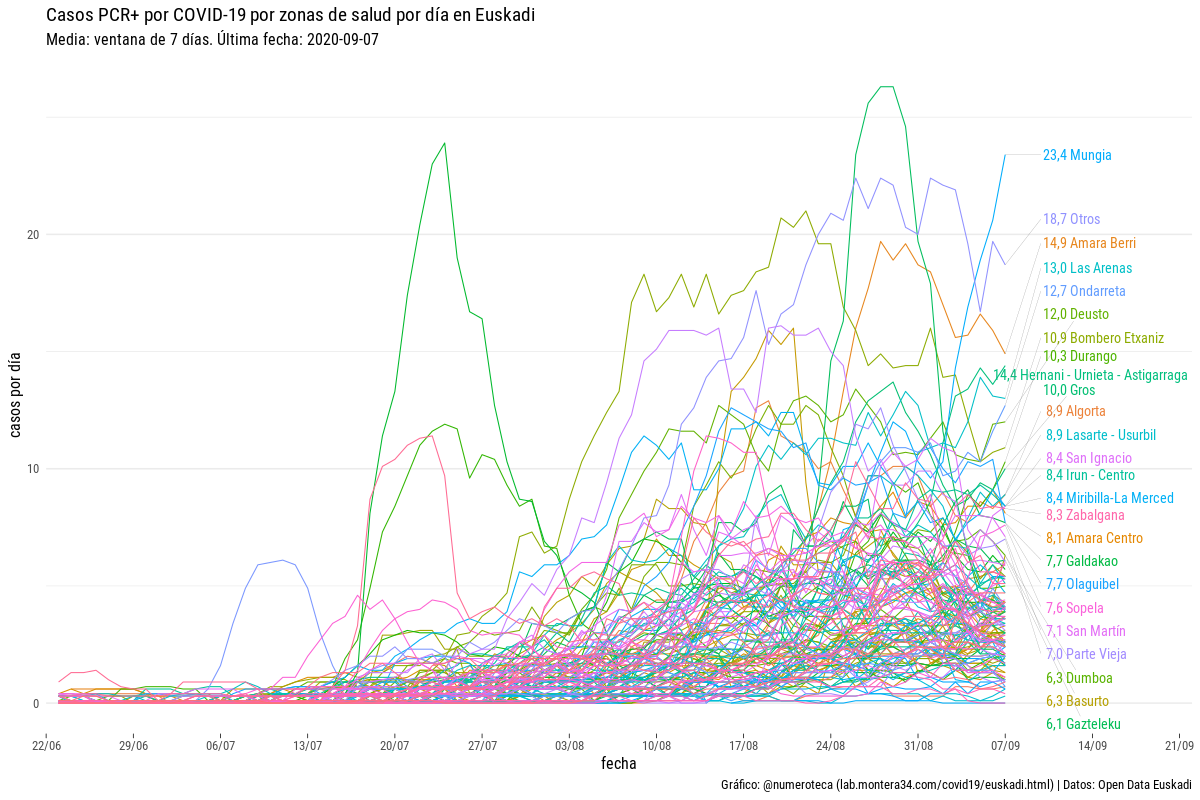 Casos PCR+ por COVID-19 por zonas de salud por día en Euskadi
Media: ventana de 7 días. Última fecha: 2020-09-07
casos por día
20
10
0
23,4 Mungia
18,7 Otros
14,9 Amara Berri
13,0 Las Arenas
12,7 Ondarreta
12,0 Deusto
10,9 Bombero Etxaniz
10,3 Durango
14,4 Hernani - Urnieta - Astigarraga
10,0 Gros
8,9 Algorta
8,9 Lasarte - Usurbil
8,4 San Ignacio
8,4 Irun - Centro
8,4 Miribilla-La Merced
8,3 Zabalgana
8,1 Amara Centro
7,7 Galdakao
7,7 Olaguibel
7,6 Sopela
7,1 San Martín
7,0 Parte Vieja
6,3 Dumboa
6,3 Basurto
6,1 Gazteleku
22/06 29/06 06/07 13/07 20/07 27/07 03/08 10/08 17/08 24/08 31/08 07/09 14/09 21/09
fecha
Gráfico: @numeroteca (lab.montera34.com/covid19/euskadi.html) | Datos: Open Data Euskadi